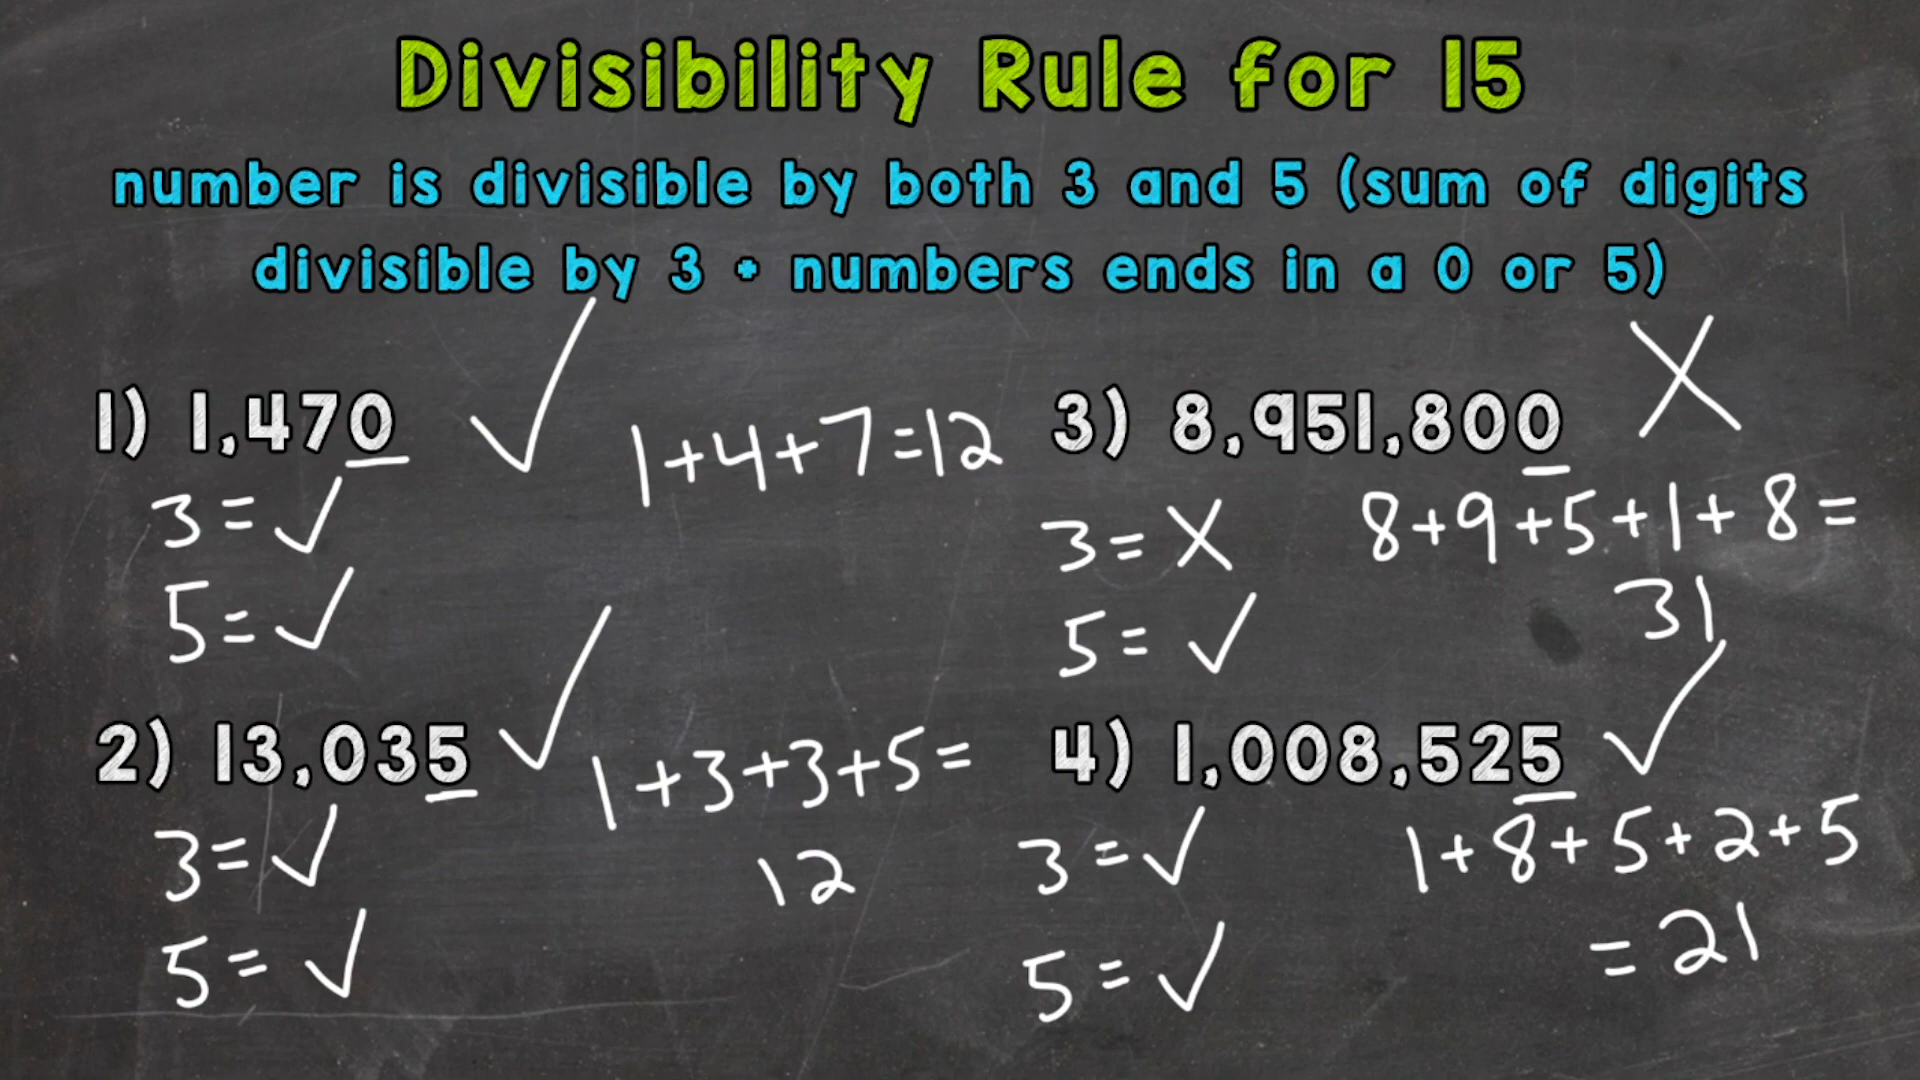 Divisibility Rule for 15
number is divisible by both 3 and 5 (sum of digits
divisible by 3 + numbers ends in a 0 or 5)
1) 1,470 ✓ 1+4+7=12
3=✓
5=✓
2) 13,035 ✓ 1+3+3+5=
12
3=✓
5=✓
3) 8,951,800 X
3=X 8+9+5+1+8=
31
5=✓
4) 1,008,525 ✓
3=✓ 1+8+5+2+5
=21
5=✓